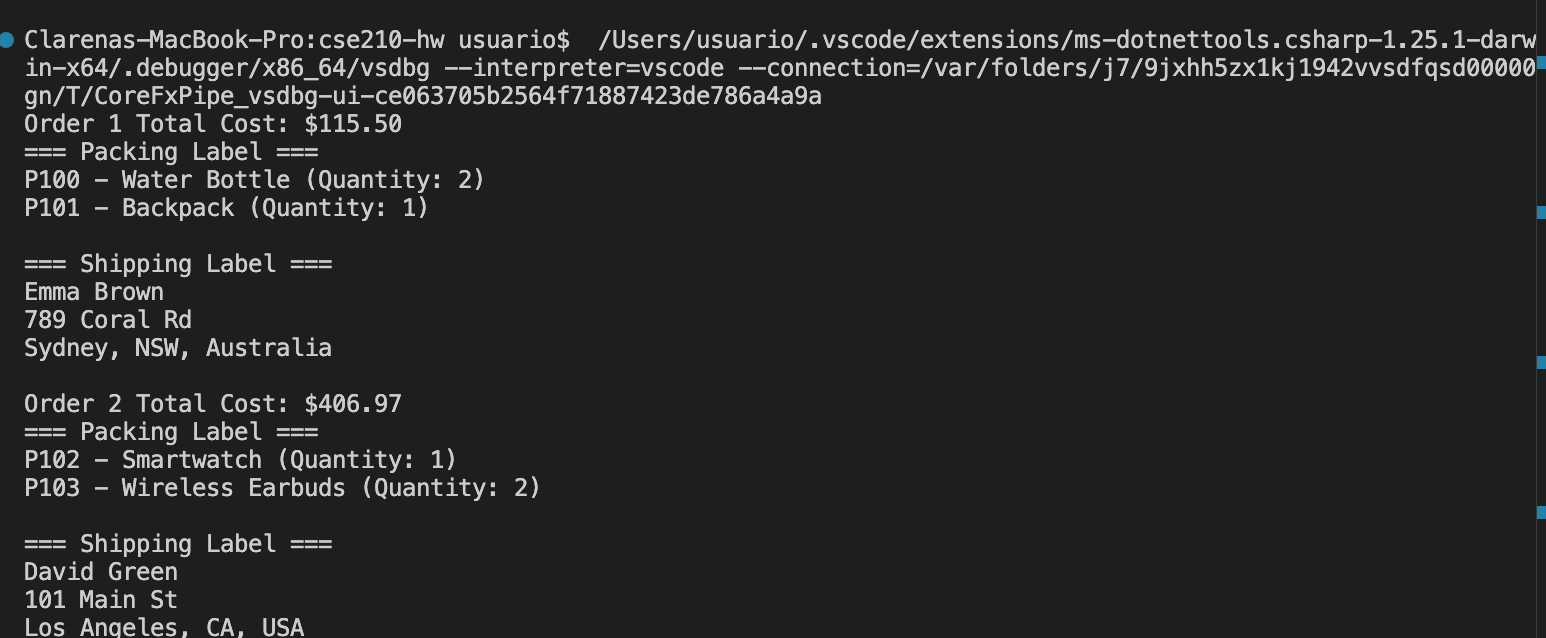 Clarenas-MacBook-Pro:cse210-hw usuario$  /Users/usuario/.vscode/extensions/ms-dotnettools.csharp-1.25.1-darw
in-x64/.debugger/x86_64/vsdbg --interpreter=vscode --connection=/var/folders/j7/9jxhh5zx1kj1942vvsdfqsd00000
gn/T/CoreFxPipe_vsdbg-ui-ce063705b2564f71887423de786a4a9a
Order 1 Total Cost: $115.50
=== Packing Label ===
P100 - Water Bottle (Quantity: 2)
P101 - Backpack (Quantity: 1)

=== Shipping Label ===
Emma Brown
789 Coral Rd
Sydney, NSW, Australia

Order 2 Total Cost: $406.97
=== Packing Label ===
P102 - Smartwatch (Quantity: 1)
P103 - Wireless Earbuds (Quantity: 2)

=== Shipping Label ===
David Green
101 Main St
Los Angeles, CA, USA